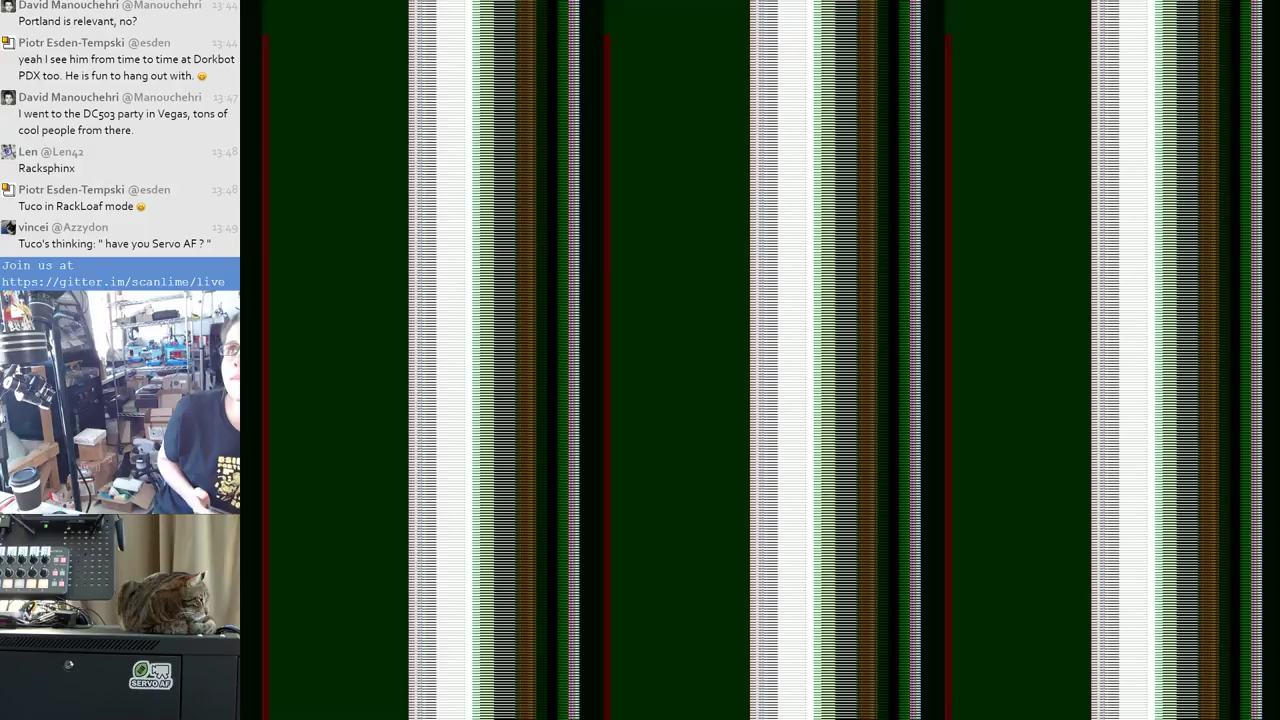 David Manouchehri @Manouchehri 13:44
Portland is relevant, no?
Piotr Esden-Tempski @esden 13:44
yeah I see him from time to time at Dorkbot
PDX too. He is fun to hang out with.
David Manouchehri @Manouchehri 13:47
I went to the DC503 party in Vegas, tons of
cool people from there.
Len @Len42 13:48
Racksphinx
Piotr Esden-Tempski @esden 13:48
Tuco in RackLoaf mode
vincei @Azzydon 13:49
Tuco's thinking: " have you Servo AF ? "
Join us at
https://gitter.im/scanlime/live
SERVO AF